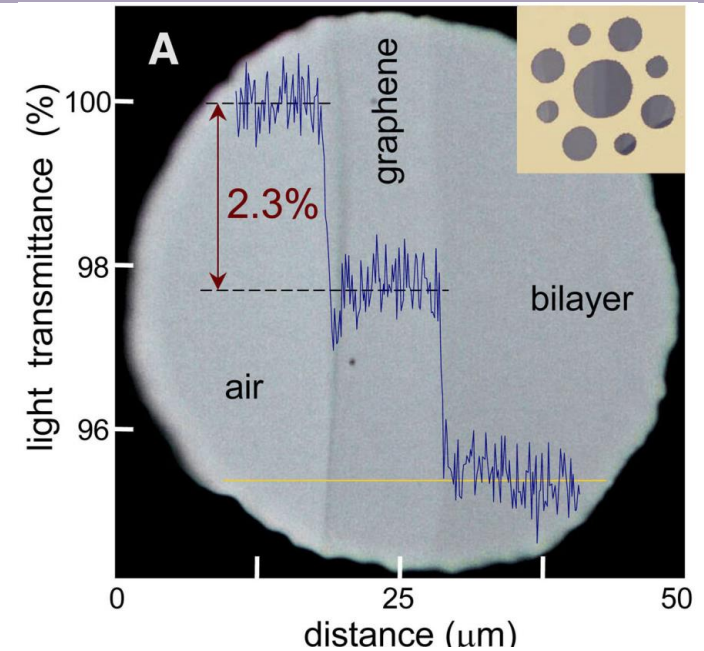 A
light transmittance (%)
100
98
96
2.3%
graphene
air
bilayer
0
25
50
distance (μm)